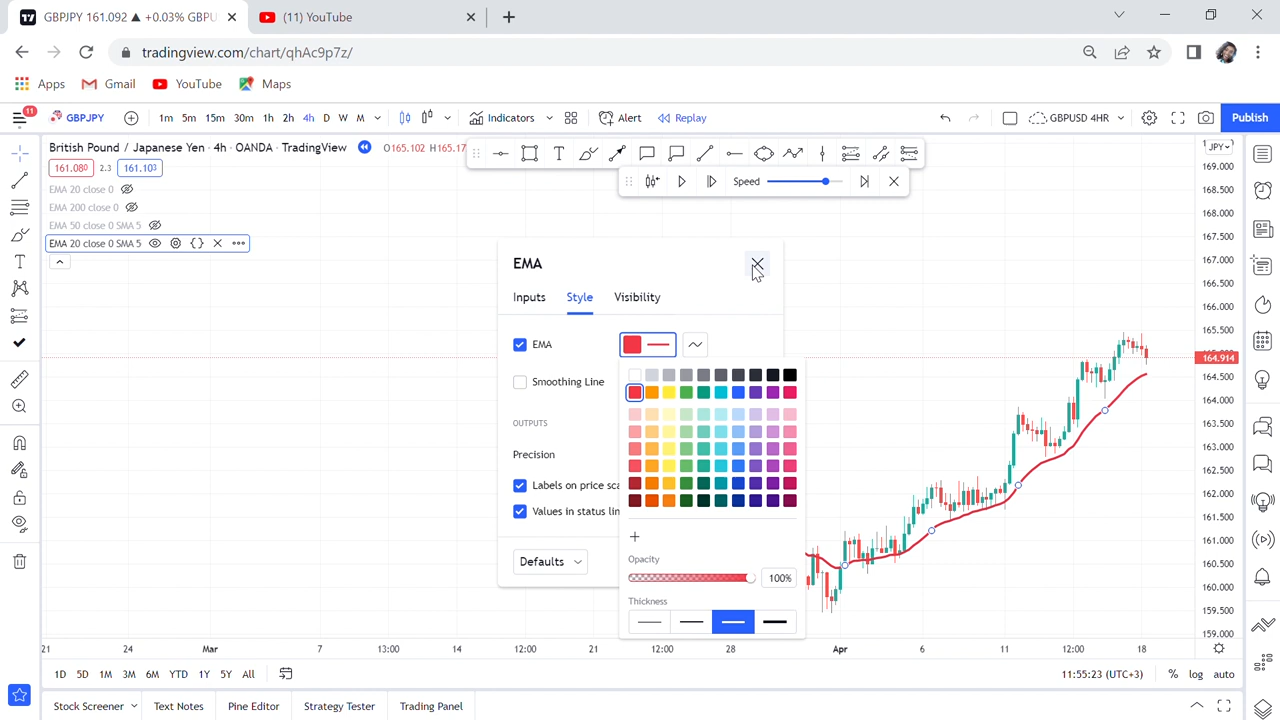 GBPJPY 161.092 ▲ +0.03% GBPU
(11) YouTube
tradingview.com/chart/qhAc9p7z/
Apps Gmail YouTube Maps
11
GBPJPY 1m 5m 15m 30m 1h 2h 4h D W M Indicators Alert Replay GBPUSD 4HR Publish
British Pound / Japanese Yen · 4h · OANDA · TradingView O165.102 H165.17
JPY
161.080 2.3 161.103
Speed
EMA 20 close 0
EMA 200 close 0
EMA 50 close 0 SMA 5
EMA 20 close 0 SMA 5
EMA
Inputs Style Visibility
EMA
Smoothing Line
OUTPUTS
Precision
Labels on price sca
Values in status lin
Defaults
Opacity
100%
Thickness
169.000
168.500
168.000
167.500
167.000
166.500
166.000
165.500
164.914
164.500
164.000
163.500
163.000
162.500
162.000
161.500
161.000
160.500
160.000
159.500
159.000
21 24 Mar 7 13:00 14 12:00 21 12:00 28 Apr 6 11 12:00 18
1D 5D 1M 3M 6M YTD 1Y 5Y All 11:55:23 (UTC+3) % log auto
Stock Screener Text Notes Pine Editor Strategy Tester Trading Panel